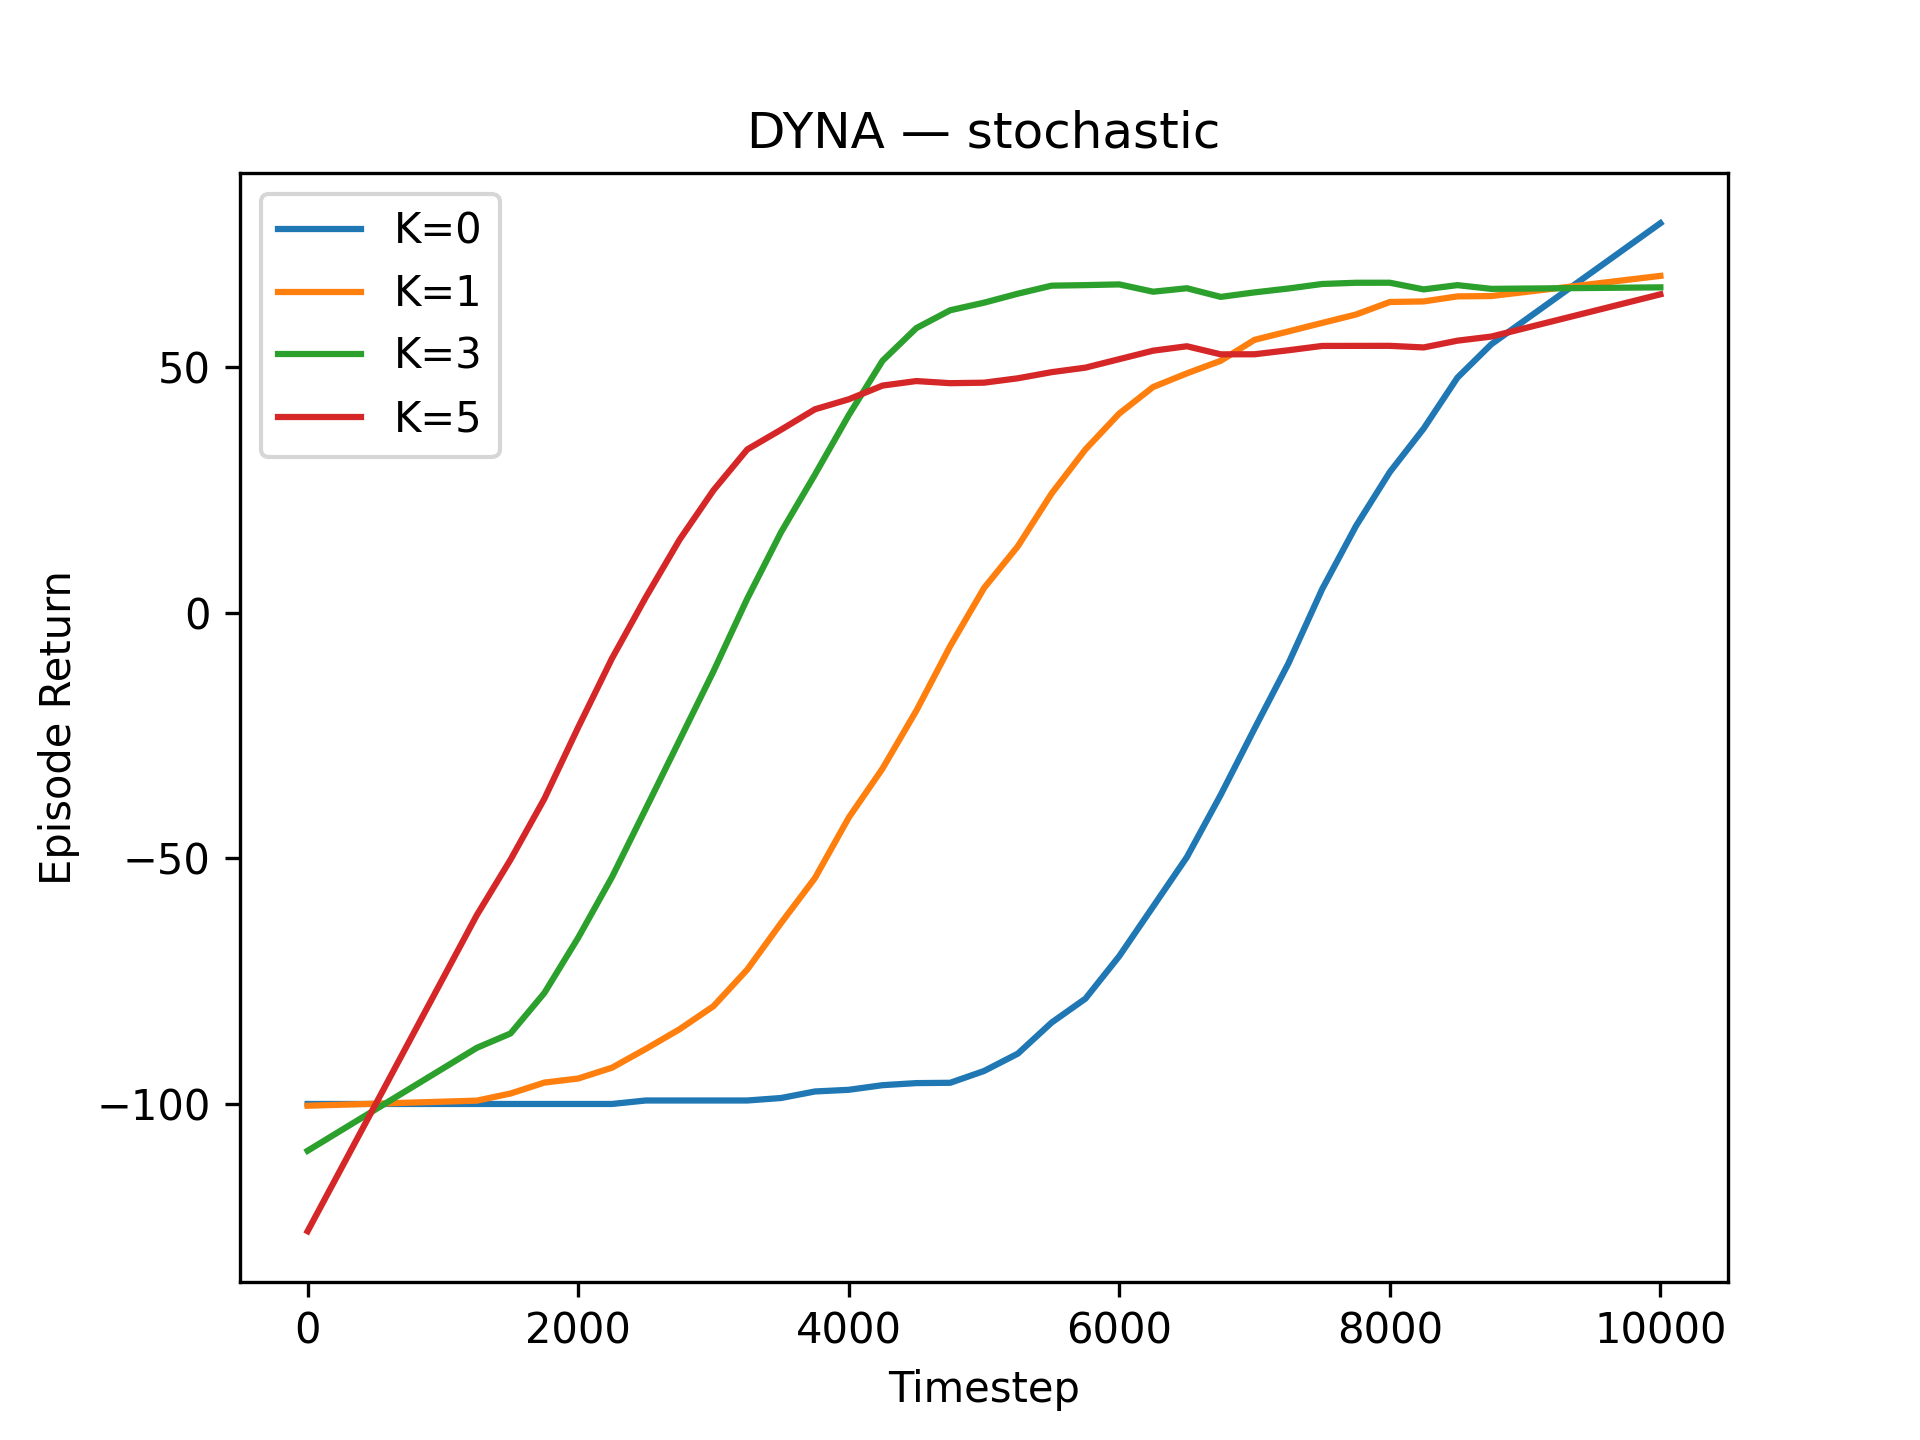 DYNA — stochastic
K=0
K=1
K=3
K=5
50
0
−50
−100
Episode Return
0 2000 4000 6000 8000 10000
Timestep